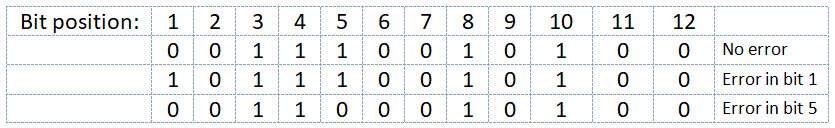 Bit position: 1 2 3 4 5 6 7 8 9 10 11 12
0 0 1 1 1 0 0 1 0 1 0 0 No error
1 0 1 1 1 0 0 1 0 1 0 0 Error in bit 1
0 0 1 1 0 0 0 1 0 1 0 0 Error in bit 5